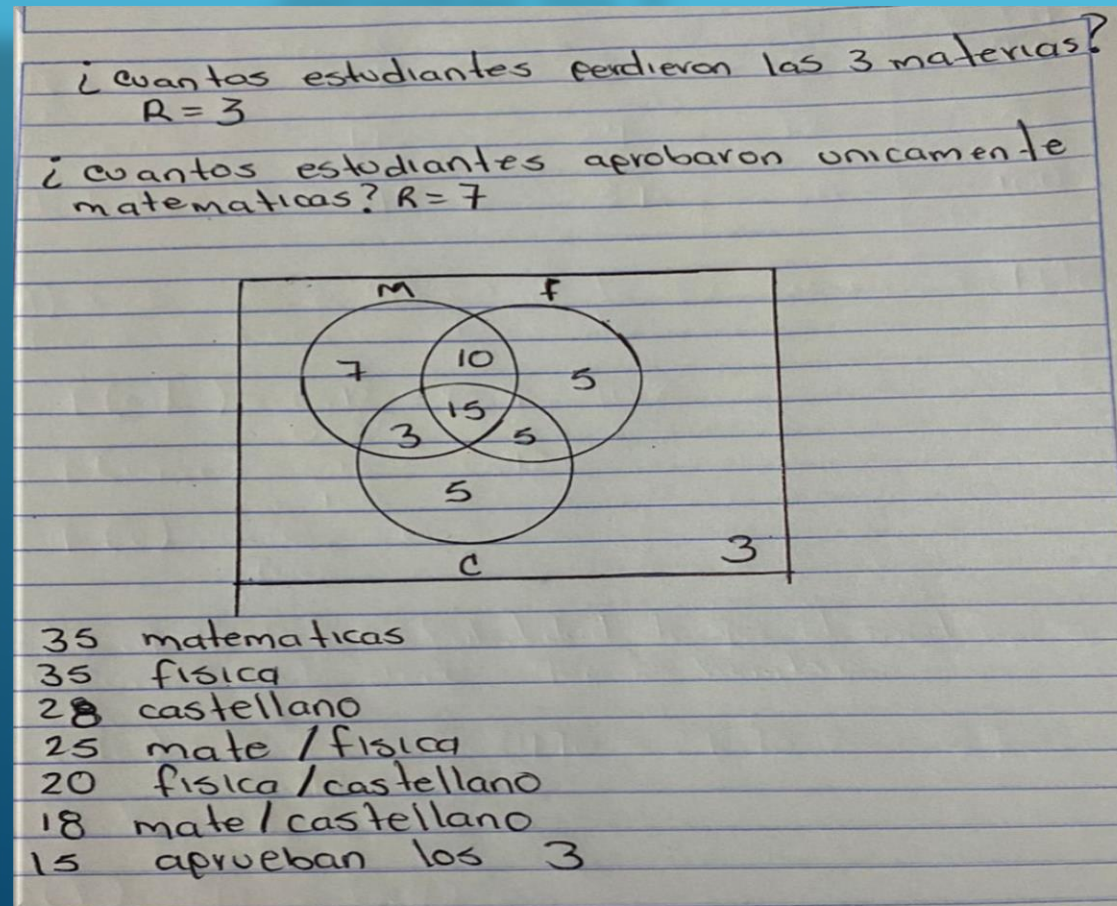 ¿cuantas estudiantes perdieron las 3 materias?
R = 3
¿cuantos estudiantes aprobaron unicamente
matematicas? R = 7
M F
7 10 5
15
3 5
5
3
C
35 matematicas
35 fisica
28 castellano
25 mate / fisica
20 fisica / castellano
18 mate / castellano
15 aprueban los 3